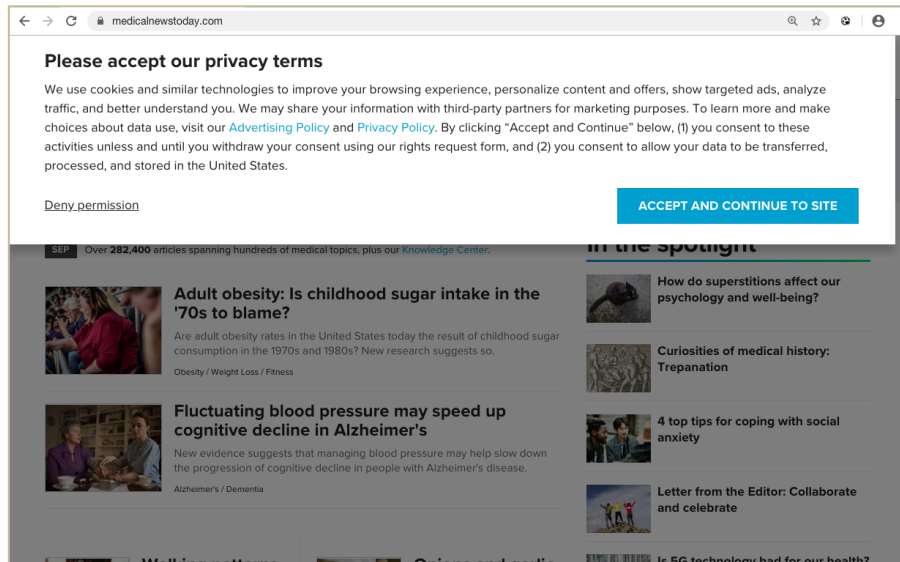 medicalnewstoday.com
Please accept our privacy terms
We use cookies and similar technologies to improve your browsing experience, personalize content and offers, show targeted ads, analyze
traffic, and better understand you. We may share your information with third-party partners for marketing purposes. To learn more and make
choices about data use, visit our Advertising Policy and Privacy Policy. By clicking “Accept and Continue” below, (1) you consent to these
activities unless and until you withdraw your consent using our rights request form, and (2) you consent to allow your data to be transferred,
processed, and stored in the United States.
Deny permission
ACCEPT AND CONTINUE TO SITE
SEP
Over 282,400 articles spanning hundreds of medical topics, plus our Knowledge Center.
Adult obesity: Is childhood sugar intake in the
'70s to blame?
Are adult obesity rates in the United States today the result of childhood sugar
consumption in the 1970s and 1980s? New research suggests so.
Obesity / Weight Loss / Fitness
Fluctuating blood pressure may speed up
cognitive decline in Alzheimer's
New evidence suggests that managing blood pressure may help slow down
the progression of cognitive decline in people with Alzheimer's disease.
Alzheimer's / Dementia
Walking patterns
Onions and garlic
In the spotlight
How do superstitions affect our
psychology and well-being?
Curiosities of medical history:
Trepanation
4 top tips for coping with social
anxiety
Letter from the Editor: Collaborate
and celebrate
Is 5G technology bad for our health?